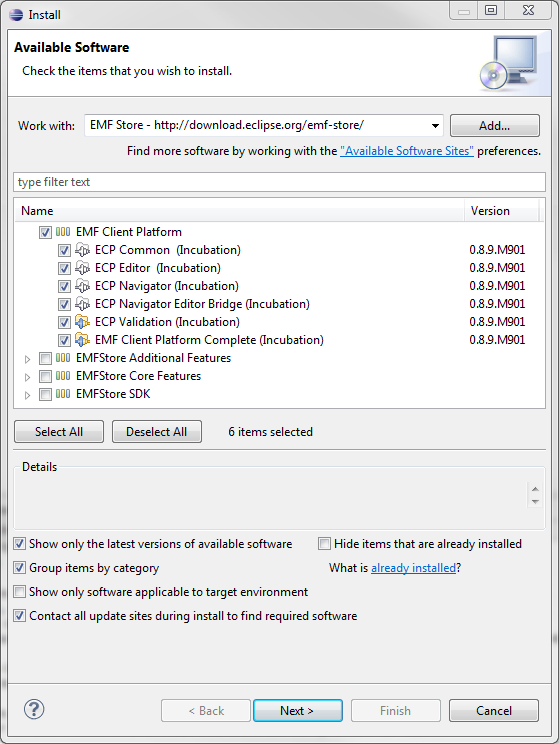 Install
Available Software
Check the items that you wish to install.
Work with: EMF Store - http://download.eclipse.org/emf-store/ Add...
Find more software by working with the "Available Software Sites" preferences.
type filter text
Name Version
EMF Client Platform
ECP Common (Incubation) 0.8.9.M901
ECP Editor (Incubation) 0.8.9.M901
ECP Navigator (Incubation) 0.8.9.M901
ECP Navigator Editor Bridge (Incubation) 0.8.9.M901
ECP Validation (Incubation) 0.8.9.M901
EMF Client Platform Complete (Incubation) 0.8.9.M901
EMFStore Additional Features
EMFStore Core Features
EMFStore SDK
Select All Deselect All 6 items selected
Details
Show only the latest versions of available software Hide items that are already installed
Group items by category What is already installed?
Show only software applicable to target environment
Contact all update sites during install to find required software
? < Back Next > Finish Cancel